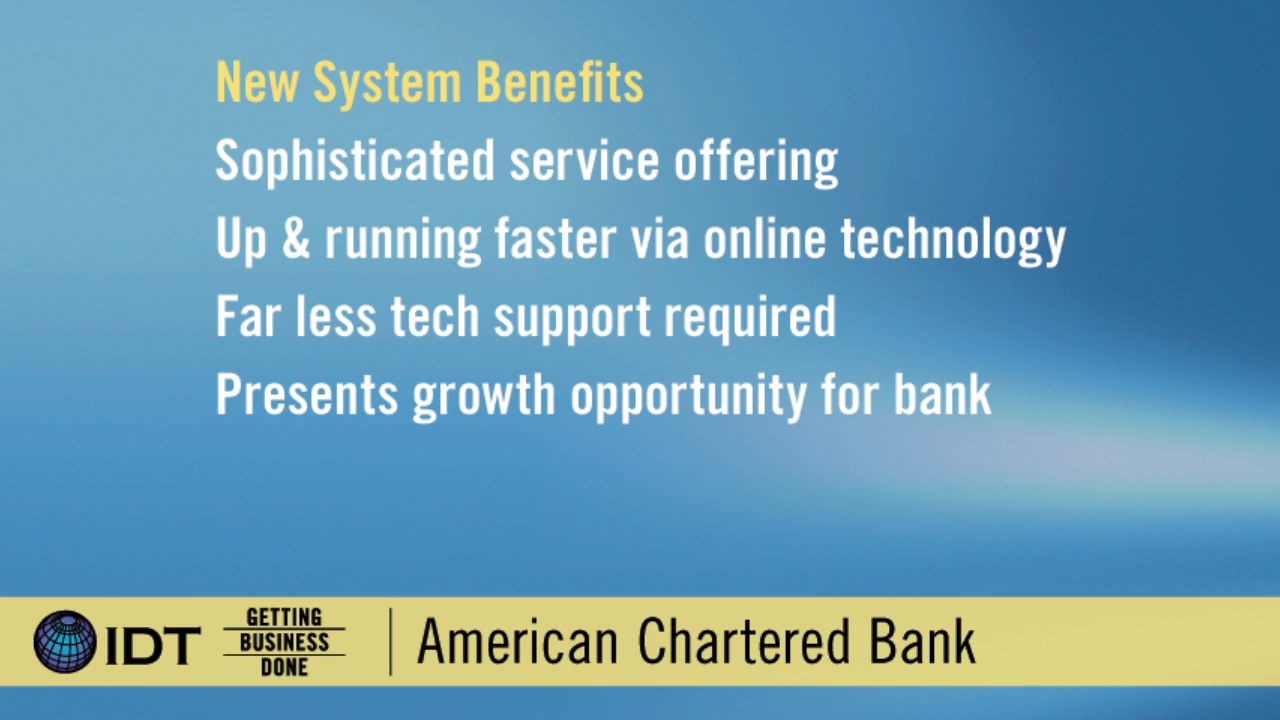 New System Benefits
Sophisticated service offering
Up & running faster via online technology
Far less tech support required
Presents growth opportunity for bank
IDT
GETTING
BUSINESS
DONE
American Chartered Bank